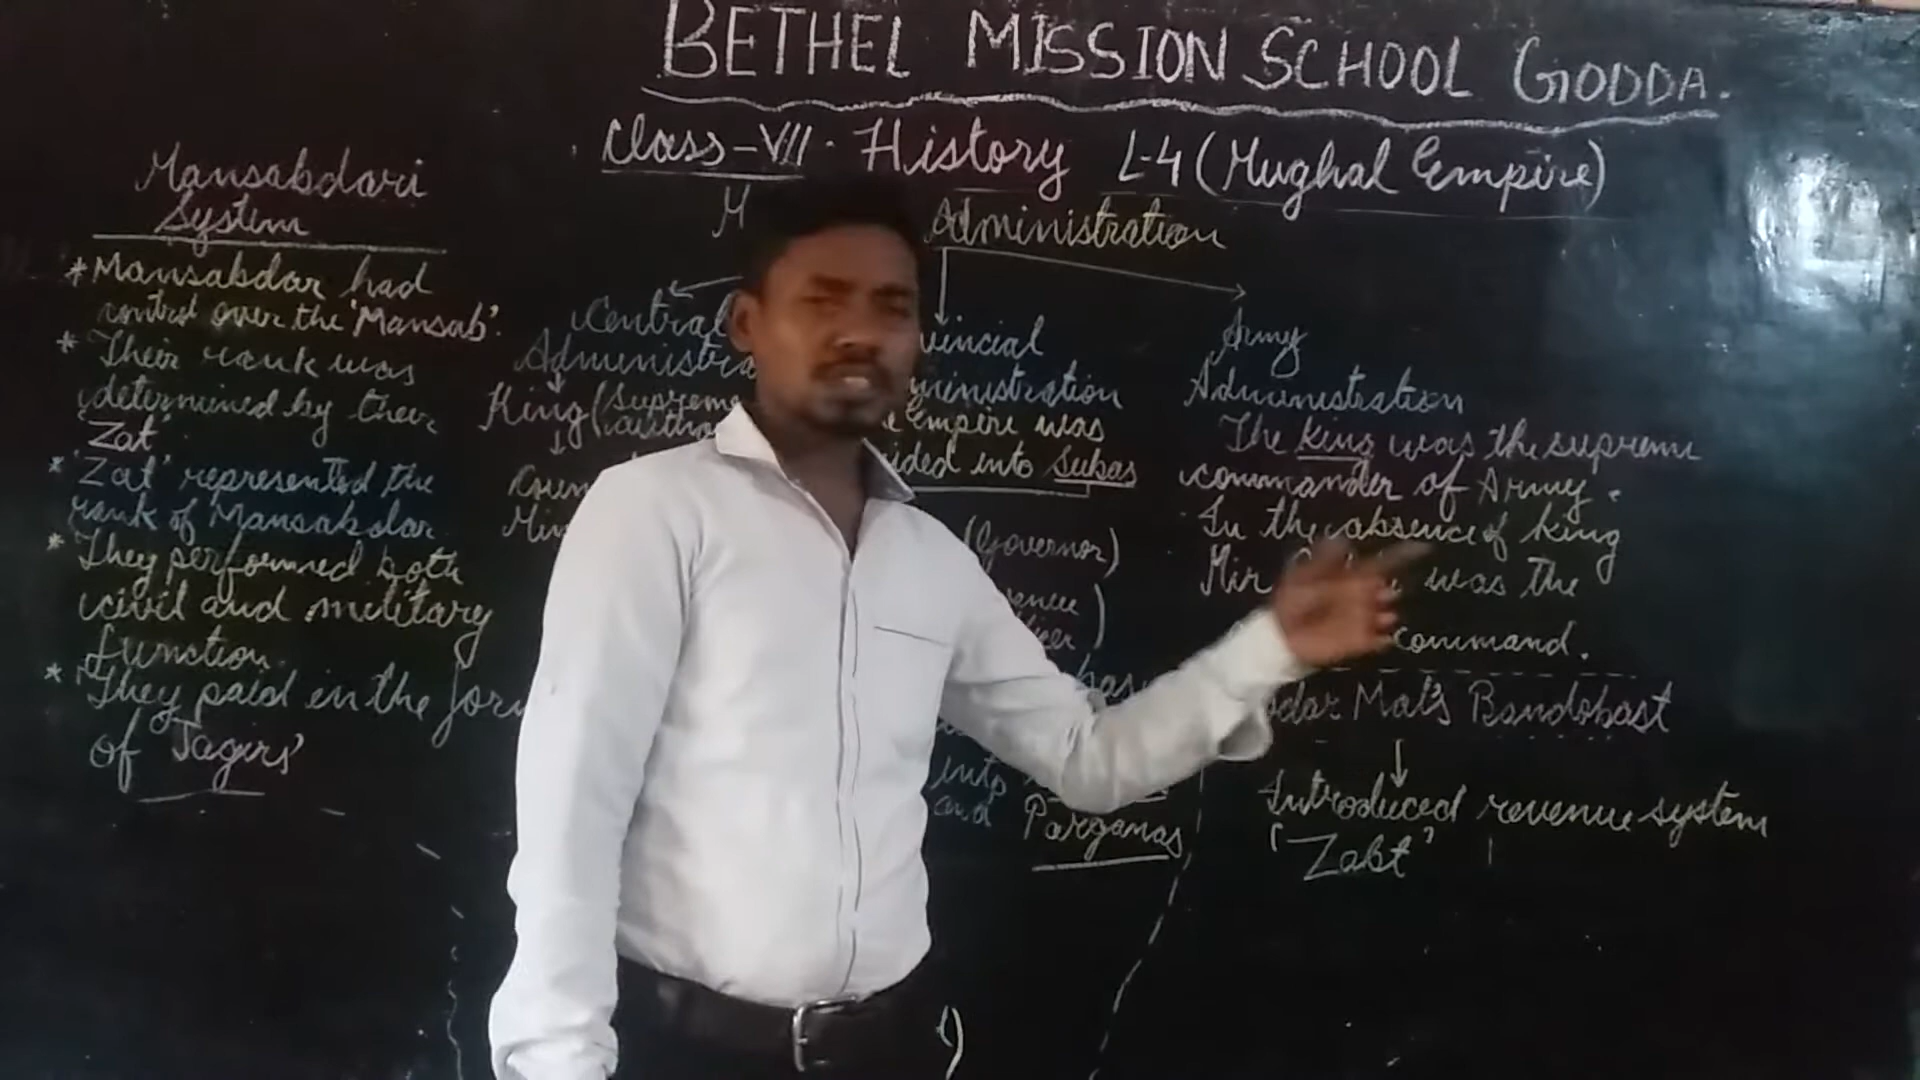 BETHEL MISSION SCHOOL GODDA.
Class-VII. History L-4 (Mughal Empire)
Administration
Mansabdari
System
* Mansabdar had
control over the 'Mansab'.
* Their rank was
determined by their
'Zat'
* 'Zat' represented the
rank of Mansabdar
* They performed both
civil and military
function.
* They paid in the form
of 'Jagirs'
Central
King (Supreme
Empire was
into Subas
(Governor)
into
and
Parganas
Army
Administration
The King was the supreme
commander of Army.
In the absence of King
Mir was the
command.
Mal's Bandobast
Introduced revenue system
'Zabt'